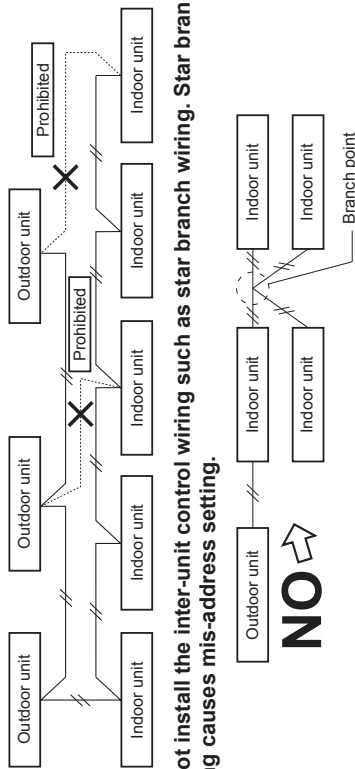 Outdoor unit
Outdoor unit
Outdoor unit
Prohibited
Prohibited
Indoor unit
Indoor unit
Indoor unit
Indoor unit
Indoor unit
ot install the inter-unit control wiring such as star branch wiring. Star bran
ng causes mis-address setting.
Outdoor unit
Indoor unit
Indoor unit
NO
Indoor unit
Indoor unit
Branch point